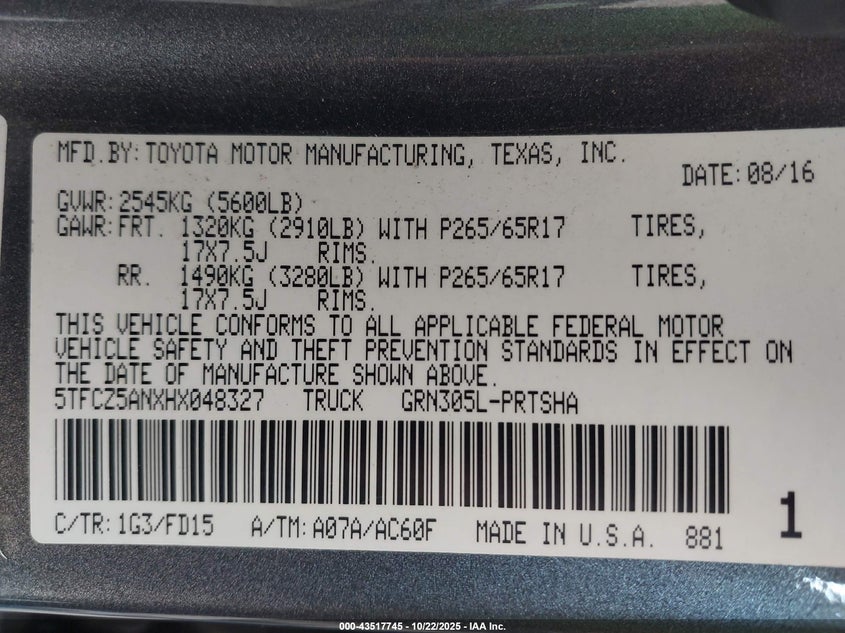 MFD.BY: TOYOTA MOTOR MANUFACTURING, TEXAS, INC.
DATE: 08/16
GVWR: 2545KG (5600LB)
GAWR: FRT. 1320KG (2910LB) WITH P265/65R17 TIRES,
17X7.5J RIMS.
RR. 1490KG (3280LB) WITH P265/65R17 TIRES,
17X7.5J RIMS.
THIS VEHICLE CONFORMS TO ALL APPLICABLE FEDERAL MOTOR
VEHICLE SAFETY AND THEFT PREVENTION STANDARDS IN EFFECT ON
THE DATE OF MANUFACTURE SHOWN ABOVE.
5TFCZ5ANXHX048327 TRUCK GRN305L-PRTSHA
C/TR: 1G3/FD15 A/TM: A07A/AC60F MADE IN U.S.A. 881
1
000-43517745 - 10/22/2025 - IAA Inc.